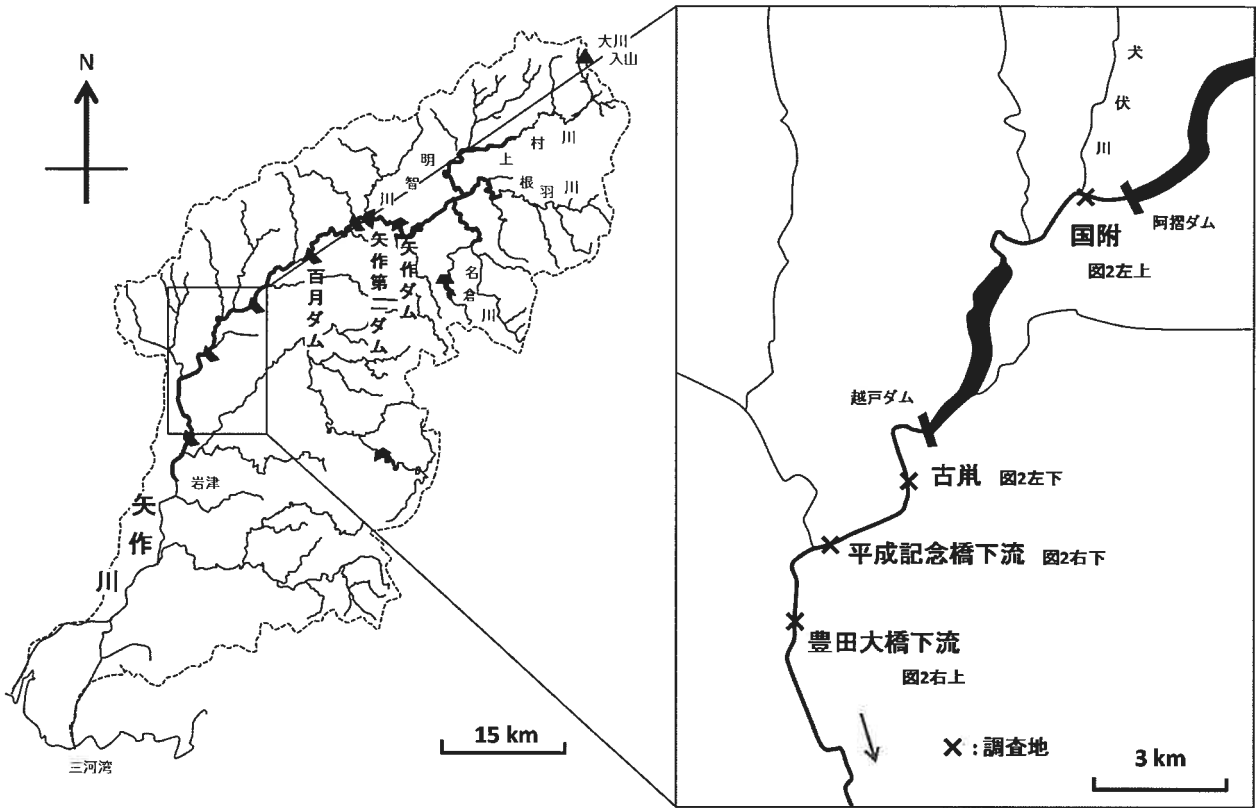 N
大川
入山
村
川
上
明
智
川
根
羽
川
矢作ダム
矢作第二ダム
百月ダム
名
倉
川
岩津
矢
作
川
三河湾
15 km
犬
伏
川
阿摺ダム
国附
図2左上
越戸ダム
古鼡 図2左下
平成記念橋下流 図2右下
豊田大橋下流
図2右上
×:調査地
3 km